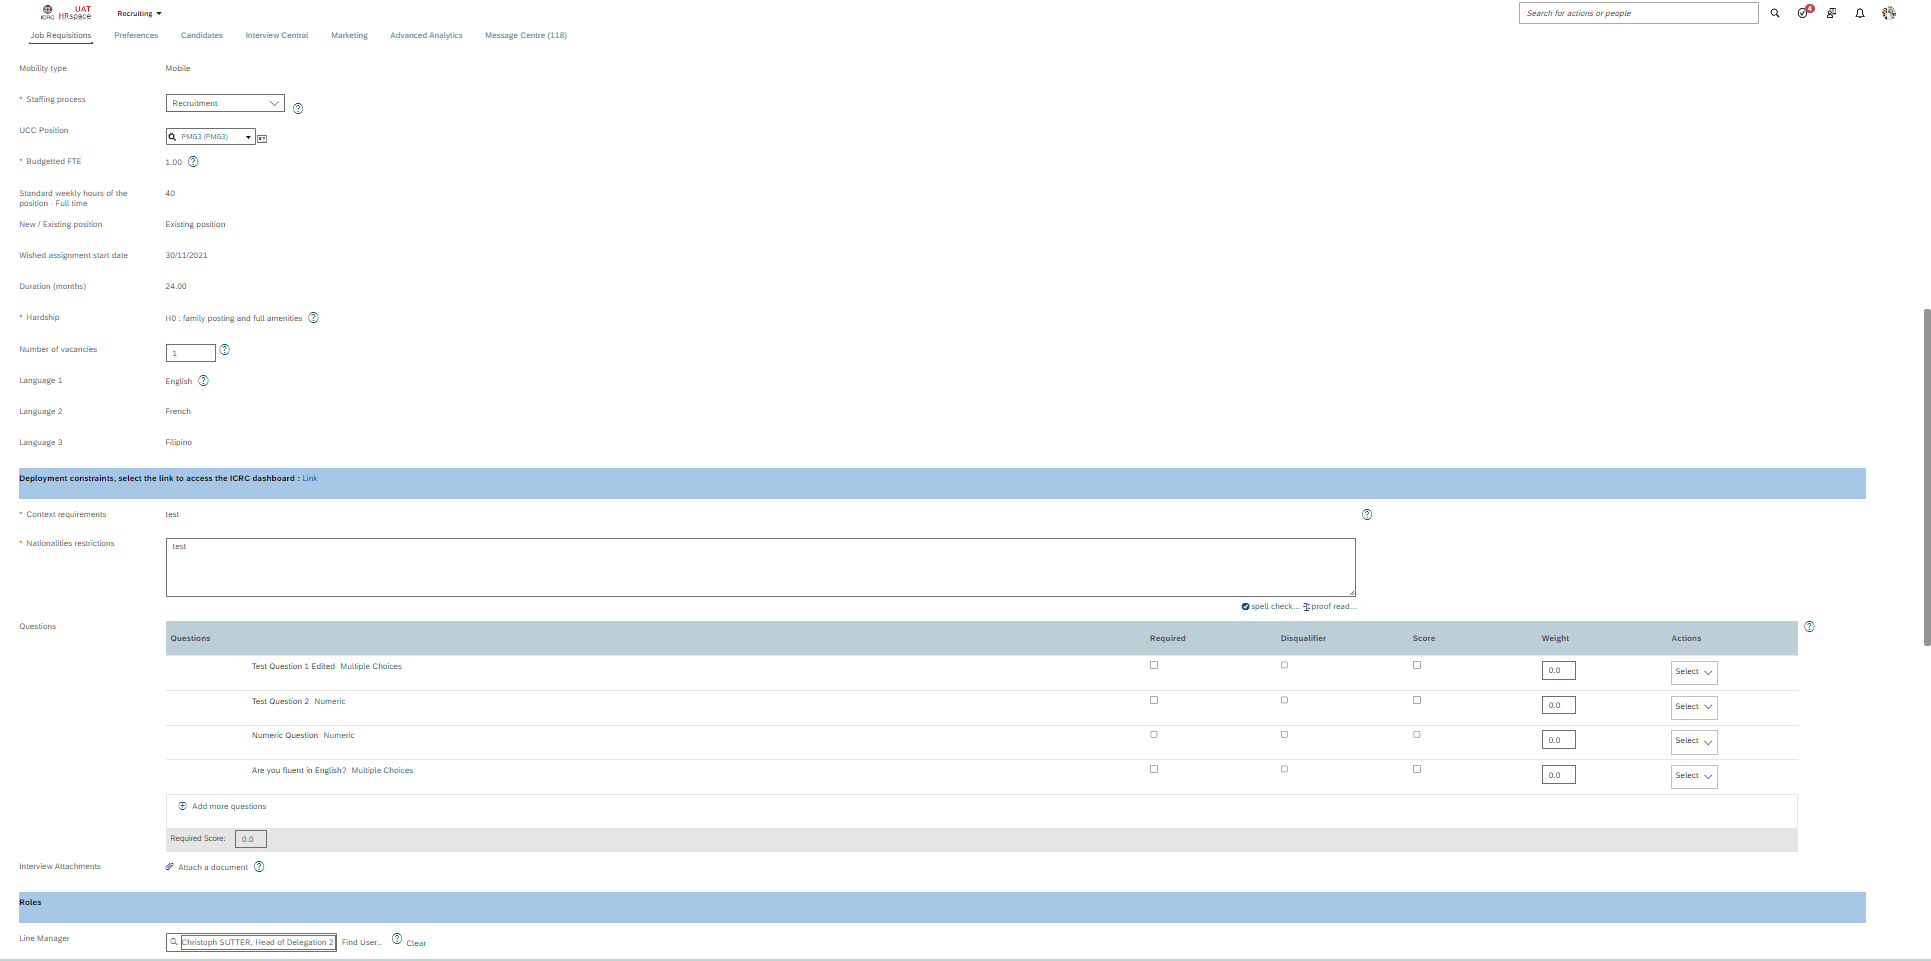 ICRC UAT HRspace Recruiting Search for actions or people 4
Job Requisitions Preferences Candidates Interview Central Marketing Advanced Analytics Message Centre (118)
Mobility type Mobile
* Staffing process Recruitment
UCC Position PMG3 (PMG3)
* Budgetted FTE 1.00
Standard weekly hours of the position - Full time 40
New / Existing position Existing position
Wished assignment start date 30/11/2021
Duration (months) 24.00
* Hardship H0 : family posting and full amenities
Number of vacancies 1
Language 1 English
Language 2 French
Language 3 Filipino
Deployment constraints, select the link to access the ICRC dashboard : Link
* Context requirements test
* Nationalities restrictions test
spell check... proof read...
Questions
Questions Required Disqualifier Score Weight Actions
Test Question 1 Edited Multiple Choices 0.0 Select
Test Question 2 Numeric 0.0 Select
Numeric Question Numeric 0.0 Select
Are you fluent in English? Multiple Choices 0.0 Select
Add more questions
Required Score: 0.0
Interview Attachments Attach a document
Roles
Line Manager Christoph SUTTER, Head of Delegation 2 Find User.. Clear